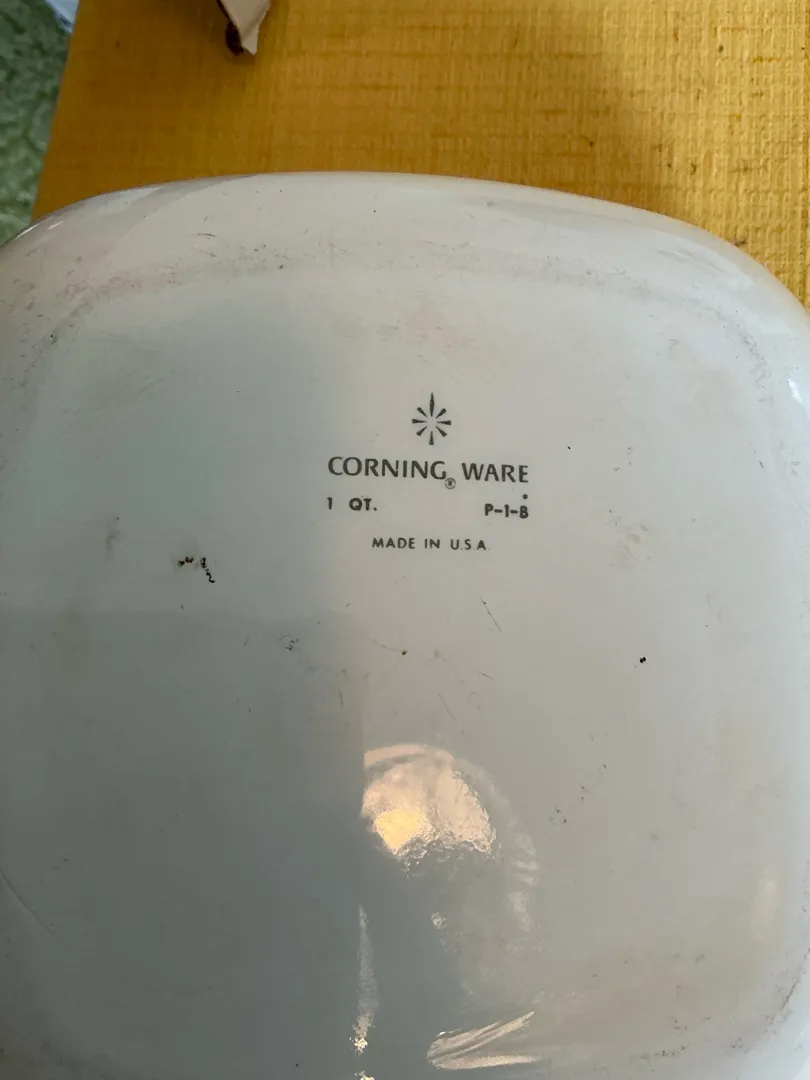 CORNING® WARE
1 QT. P-1-B
MADE IN U.S.A.